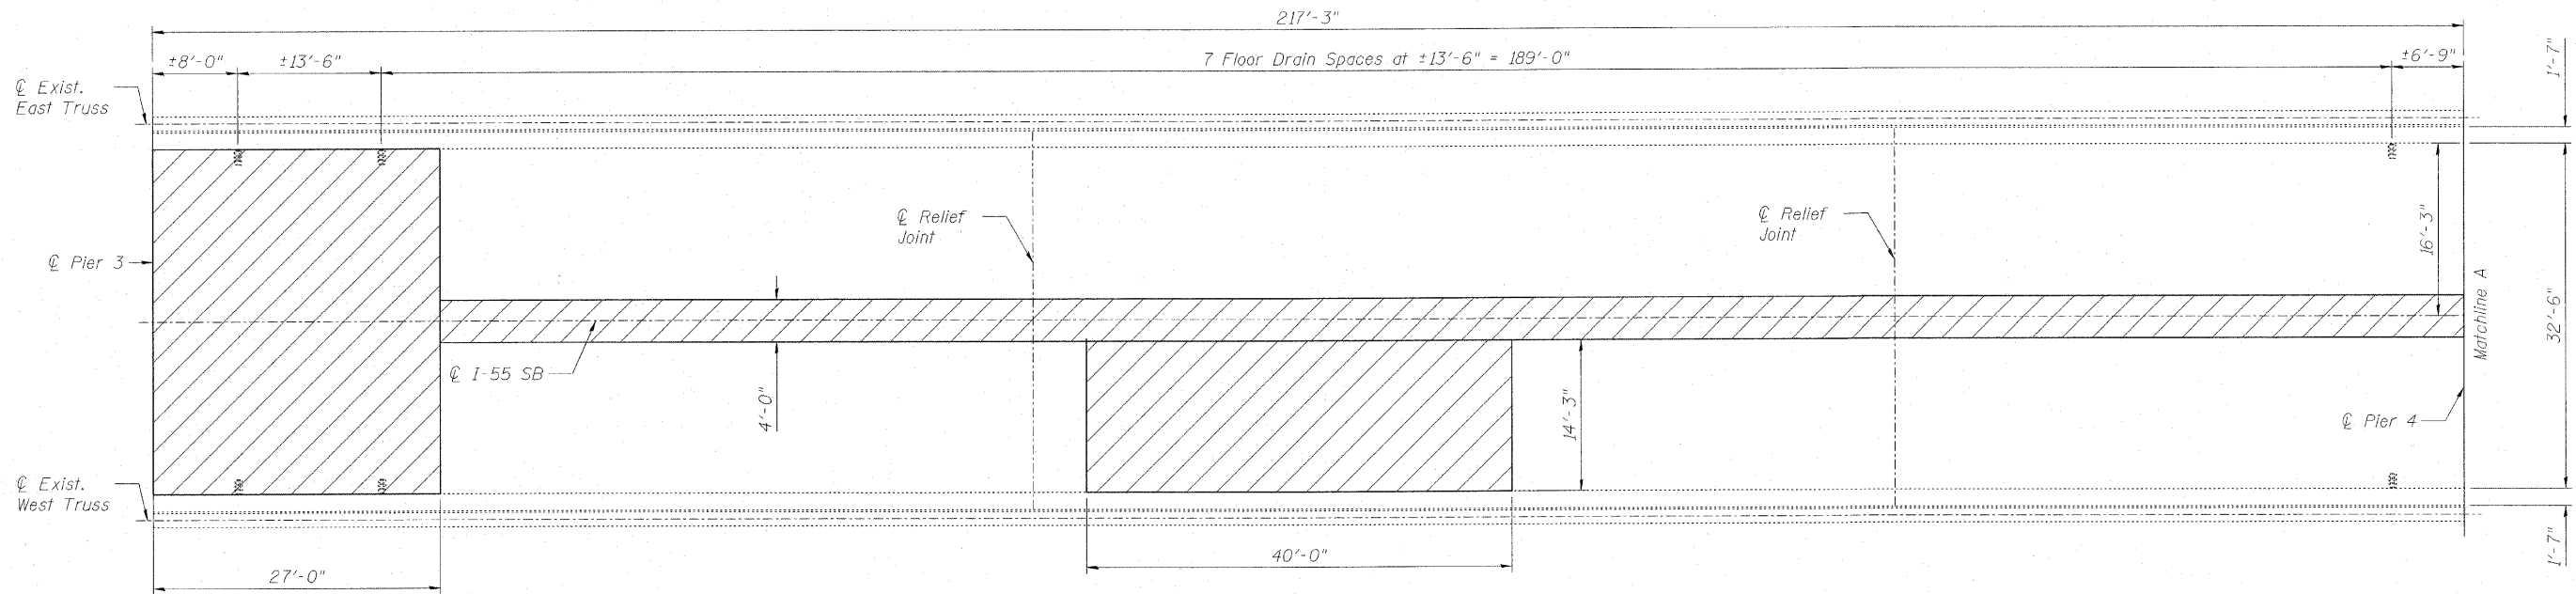 217'-3"
±8'-0"
±13'-6"
7 Floor Drain Spaces at ±13'-6" = 189'-0"
±6'-9"
1'-7"
℄ Exist.
East Truss
℄ Relief
Joint
℄ Relief
Joint
16'-3"
32'-6"
℄ Pier 3
Matchline A
℄ I-55 SB
4'-0"
14'-3"
℄ Pier 4
℄ Exist.
West Truss
1'-7"
40'-0"
27'-0"